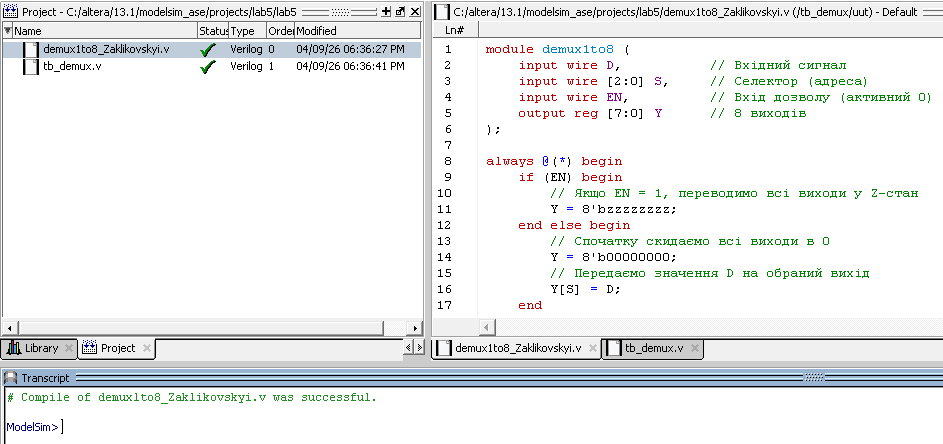 Project - C:/altera/13.1/modelsim_ase/projects/lab5/lab5
Name Status Type Order Modified
demux1to8_Zaklikovskyi.v Verilog 0 04/09/26 06:36:27 PM
tb_demux.v Verilog 1 04/09/26 06:36:41 PM
Library Project
C:/altera/13.1/modelsim_ase/projects/lab5/demux1to8_Zaklikovskyi.v (/tb_demux/uut) - Default
Ln#
1 module demux1to8 (
2 input wire D, // Вхідний сигнал
3 input wire [2:0] S, // Селектор (адреса)
4 input wire EN, // Вхід дозволу (активний 0)
5 output reg [7:0] Y // 8 виходів
6 );
7
8 always @(*) begin
9 if (EN) begin
10 // Якщо EN = 1, переводимо всі виходи у Z-стан
11 Y = 8'bzzzzzzzz;
12 end else begin
13 // Спочатку скидаємо всі виходи в 0
14 Y = 8'b00000000;
15 // Передаємо значення D на обраний вихід
16 Y[S] = D;
17 end
demux1to8_Zaklikovskyi.v tb_demux.v
Transcript
# Compile of demux1to8_Zaklikovskyi.v was successful.
ModelSim>